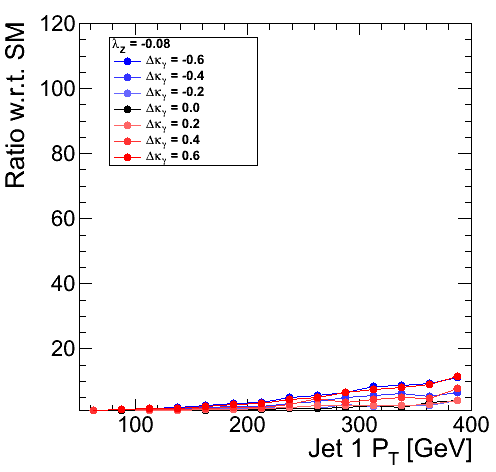 Ratio w.r.t. SM
120
100
80
60
40
20
λZ = -0.08
Δκγ = -0.6
Δκγ = -0.4
Δκγ = -0.2
Δκγ = 0.0
Δκγ = 0.2
Δκγ = 0.4
Δκγ = 0.6
100 200 300 400
Jet 1 PT [GeV]